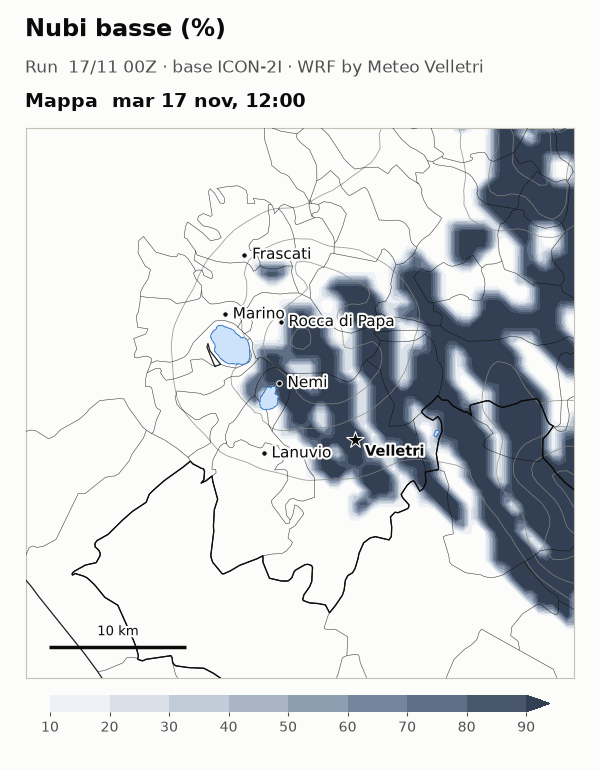 Nubi basse (%)
Run  17/11 00Z · base ICON-2I · WRF by Meteo Velletri
Mappa  mar 17 nov, 12:00
Frascati
Marino
Rocca di Papa
Nemi
Velletri
Lanuvio
10 km
10 20 30 40 50 60 70 80 90